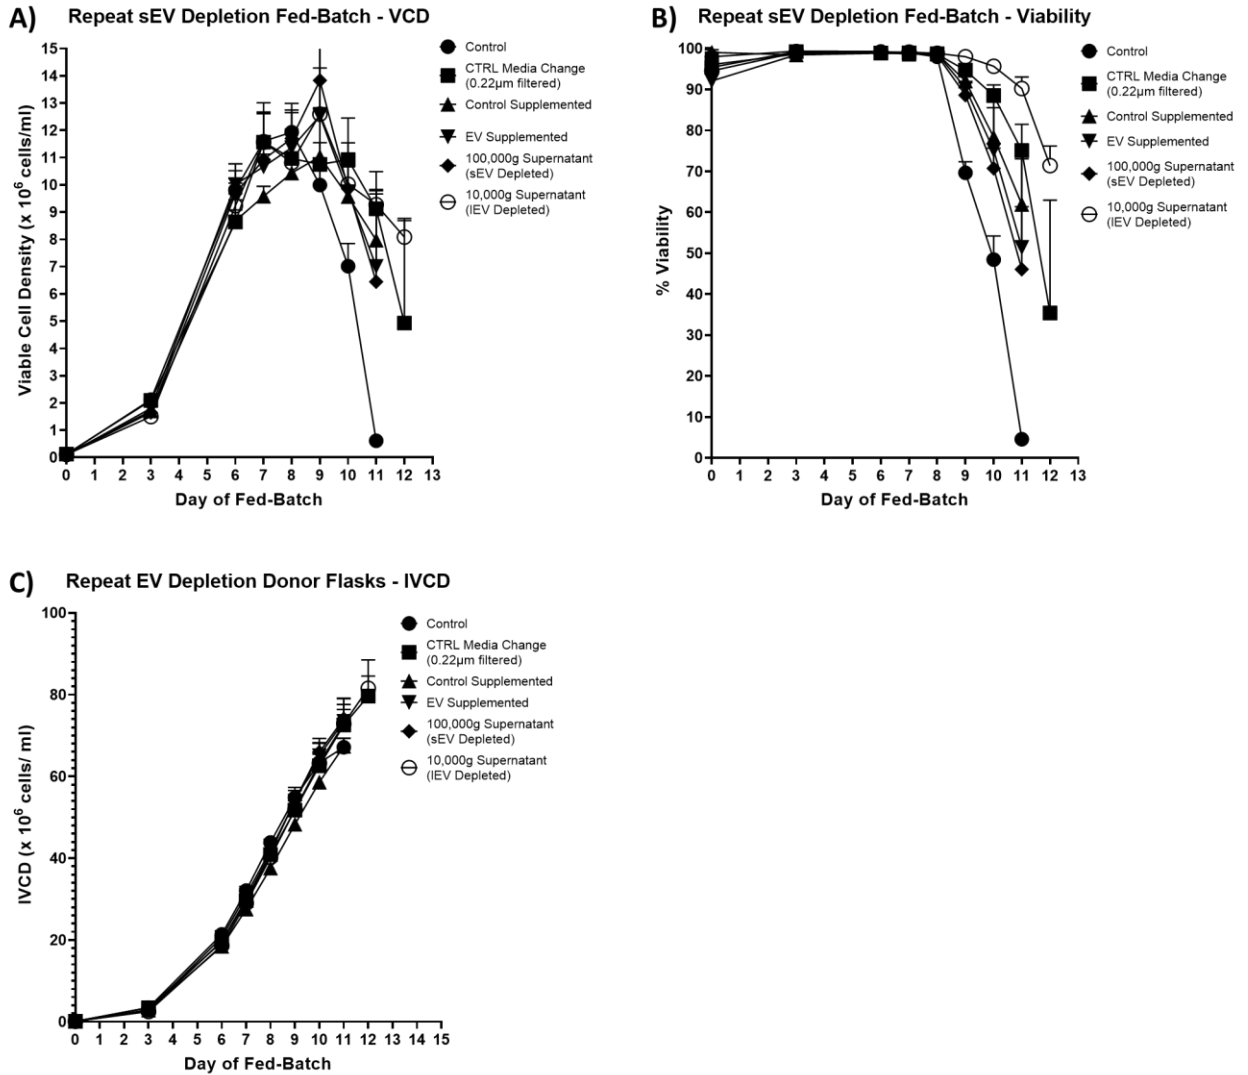 A) Repeat sEV Depletion Fed-Batch - VCD
Viable Cell Density (x 10⁶ cells/ml)
15
14
13
12
11
10
9
8
7
6
5
4
3
2
1
0
0 1 2 3 4 5 6 7 8 9 10 11 12 13
Day of Fed-Batch
Control
CTRL Media Change
(0.22µm filtered)
Control Supplemented
EV Supplemented
100,000g Supernatant
(sEV Depleted)
10,000g Supernatant
(lEV Depleted)
B) Repeat sEV Depletion Fed-Batch - Viability
% Viability
100
90
80
70
60
50
40
30
20
10
0
0 1 2 3 4 5 6 7 8 9 10 11 12 13
Day of Fed-Batch
Control
CTRL Media Change
(0.22µm filtered)
Control Supplemented
EV Supplemented
100,000g Supernatant
(sEV Depleted)
10,000g Supernatant
(lEV Depleted)
C) Repeat EV Depletion Donor Flasks - IVCD
IVCD (x 10⁶ cells/ ml)
100
80
60
40
20
0
0 1 2 3 4 5 6 7 8 9 10 11 12 13 14 15
Day of Fed-Batch
Control
CTRL Media Change
(0.22µm filtered)
Control Supplemented
EV Supplemented
100,000g Supernatant
(sEV Depleted)
10,000g Supernatant
(lEV Depleted)